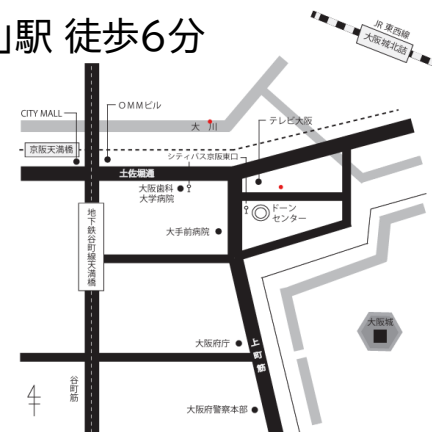 山駅 徒歩6分
JR 東西線
大阪城北詰
CITY MALL
OMMビル
大 川
テレビ大阪
京阪天満橋
シティバス京阪東口
土佐堀通
大阪歯科
大学病院
ドーン
センター
地下鉄谷町線天満橋
大手前病院
大阪城
大阪府庁
上町筋
谷町筋
大阪府警察本部